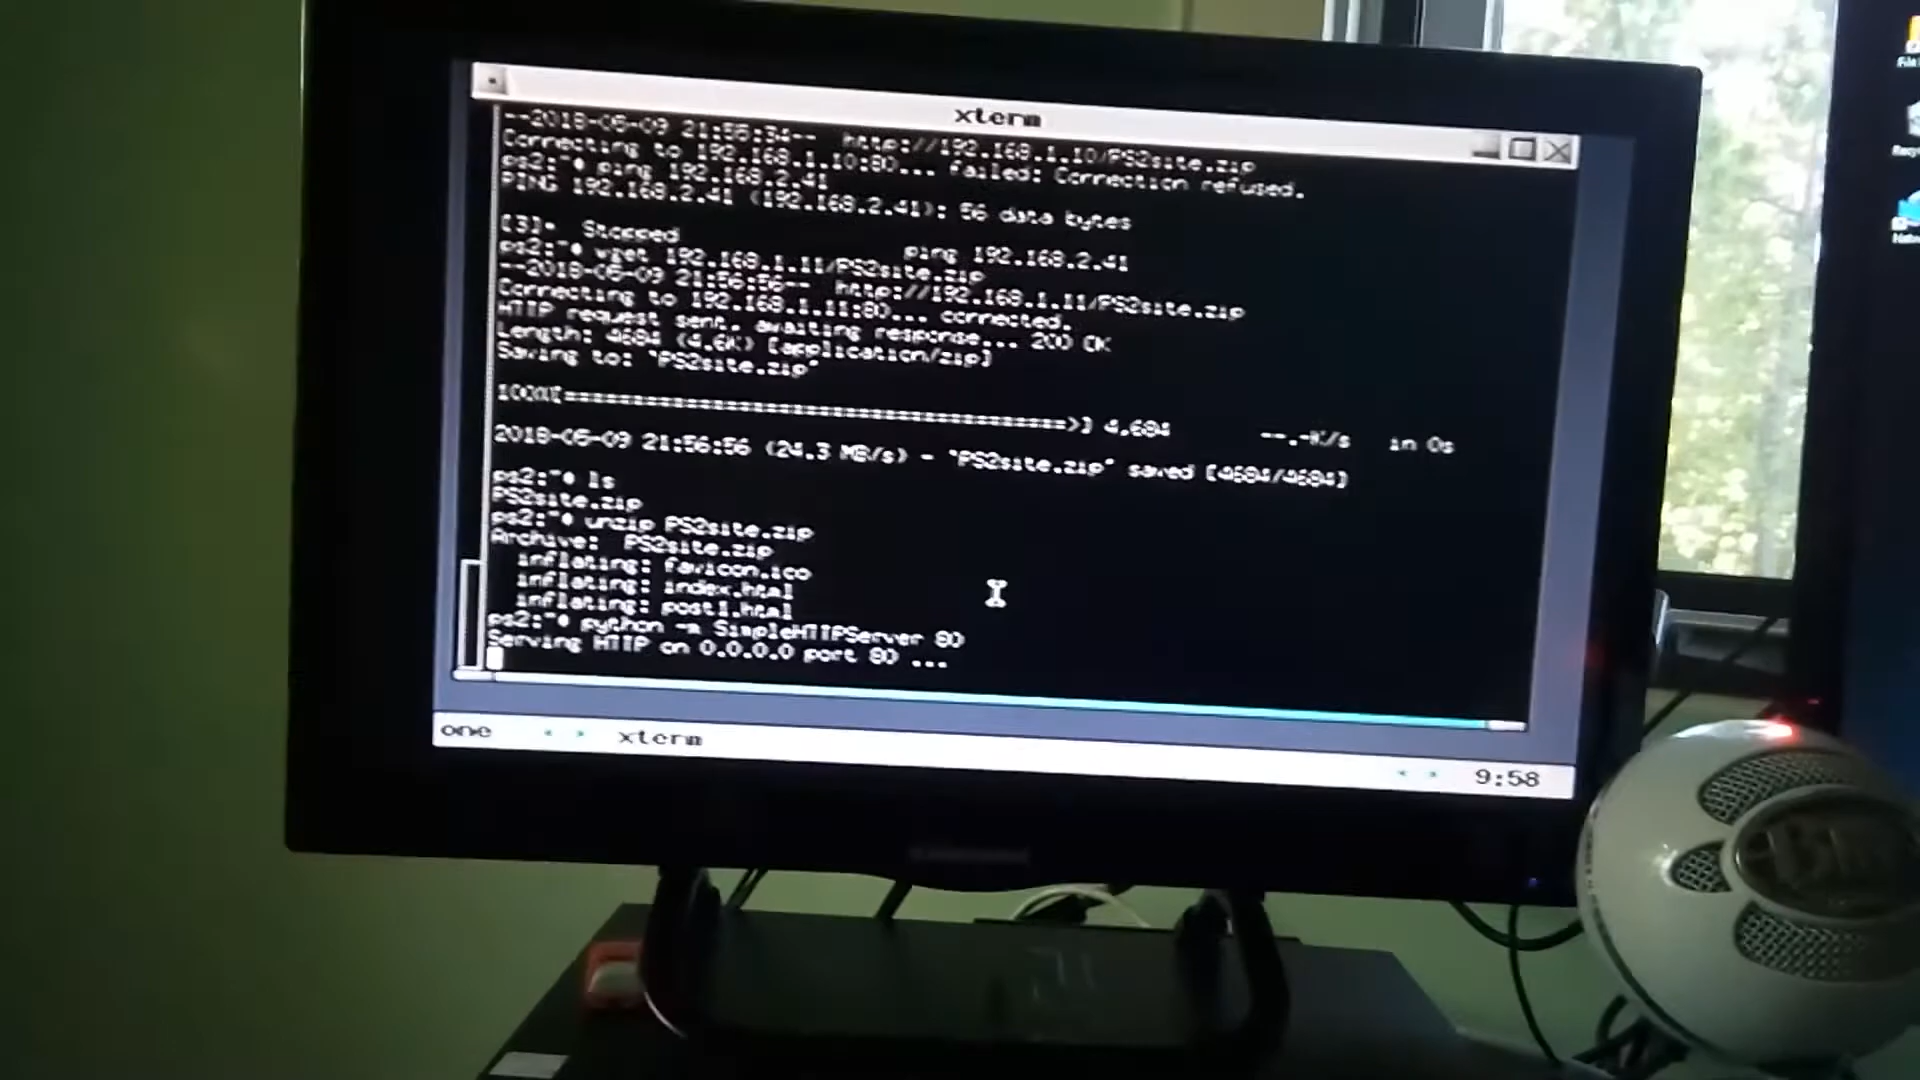 xterm
--2018-06-09 21:56:34-- http://192.168.1.10/PS2site.zip
Connecting to 192.168.1.10:80... failed: Connection refused.
ps2:~# ping 192.168.2.41
PING 192.168.2.41 (192.168.2.41): 56 data bytes
[3]+ Stopped ping 192.168.2.41
ps2:~# wget 192.168.1.11/PS2site.zip
--2018-06-09 21:56:56-- http://192.168.1.11/PS2site.zip
Connecting to 192.168.1.11:80... connected.
HTTP request sent, awaiting response... 200 OK
Length: 4684 (4.6K) [application/zip]
Saving to: "PS2site.zip"
100%[=====================================>] 4,684 --.-K/s in 0s
2018-06-09 21:56:56 (24.3 MB/s) - "PS2site.zip" saved [4684/4684]
ps2:~# ls
PS2site.zip
ps2:~# unzip PS2site.zip
Archive: PS2site.zip
inflating: favicon.ico
inflating: index.html
inflating: post1.html
ps2:~# python -m SimpleHTTPServer 80
Serving HTTP on 0.0.0.0 port 80 ...
one < > xterm < > 9:58